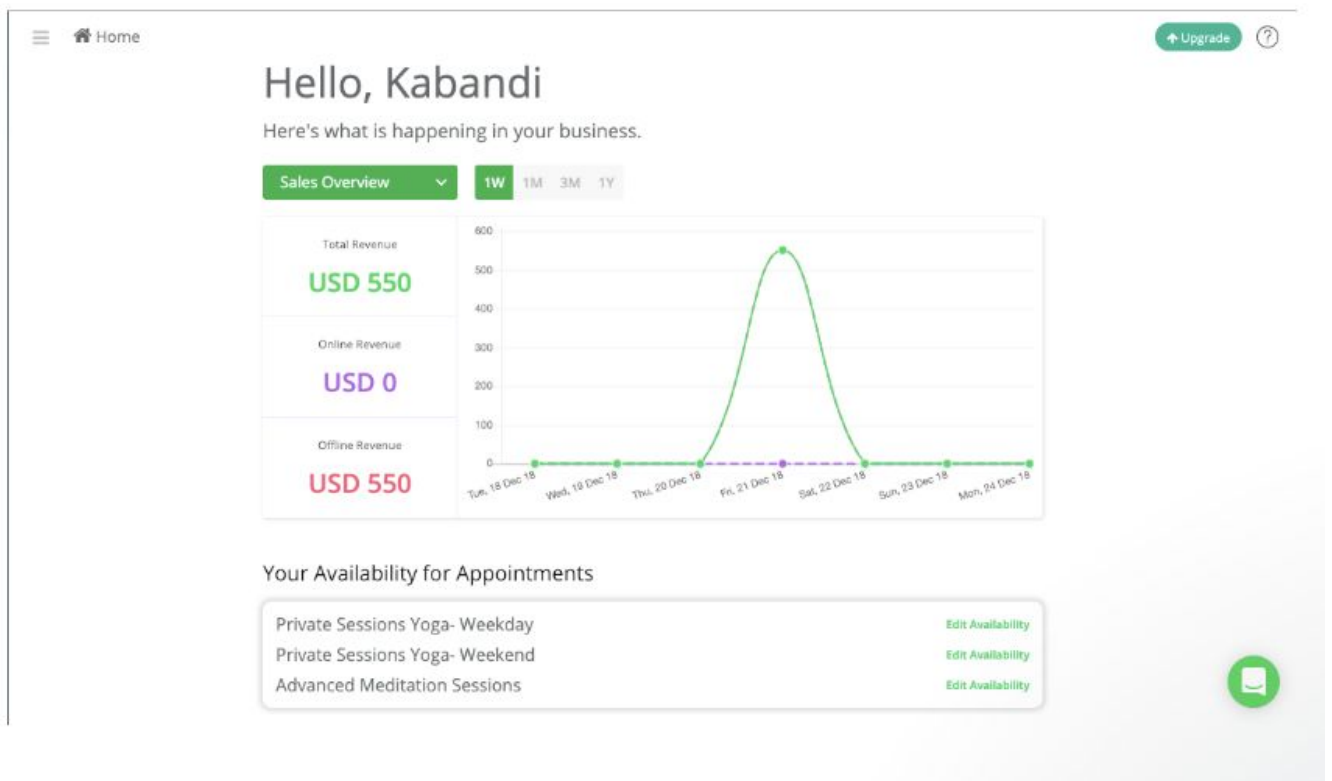 Home
Upgrade
?
Hello, Kabandi
Here's what is happening in your business.
Sales Overview
1W 1M 3M 1Y
Total Revenue
USD 550
Online Revenue
USD 0
Offline Revenue
USD 550
600
500
400
300
200
100
0
Tue, 18 Dec 18
Wed, 19 Dec 18
Thu, 20 Dec 18
Fri, 21 Dec 18
Sat, 22 Dec 18
Sun, 23 Dec 18
Mon, 24 Dec 18
Your Availability for Appointments
Private Sessions Yoga- Weekday Edit Availability
Private Sessions Yoga- Weekend Edit Availability
Advanced Meditation Sessions Edit Availability